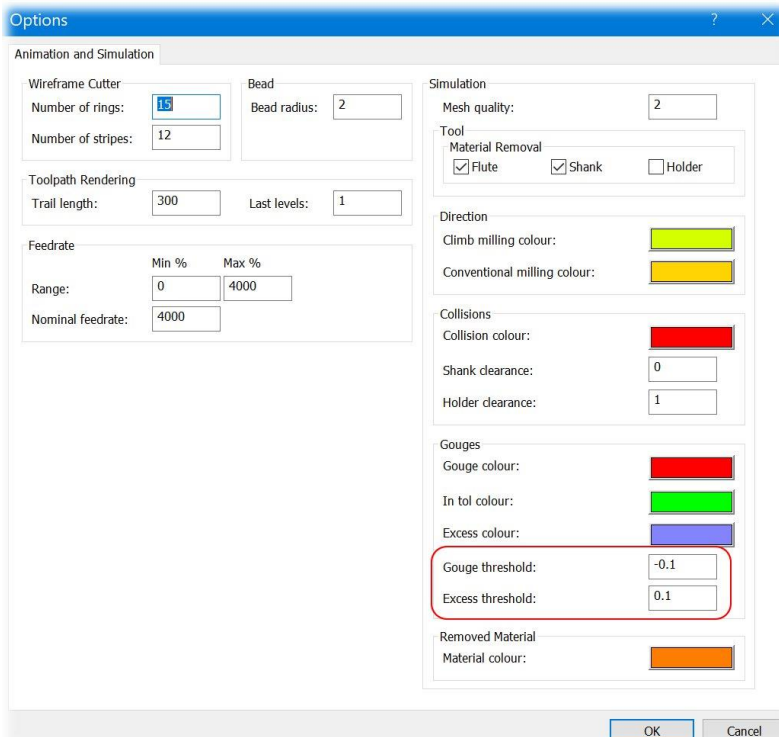 Options ? ×
Animation and Simulation
Wireframe Cutter
Number of rings: 15
Number of stripes: 12
Bead
Bead radius: 2
Toolpath Rendering
Trail length: 300 Last levels: 1
Feedrate
Min % Max %
Range: 0 4000
Nominal feedrate: 4000
Simulation
Mesh quality: 2
Tool
Material Removal
Flute Shank Holder
Direction
Climb milling colour:
Conventional milling colour:
Collisions
Collision colour:
Shank clearance: 0
Holder clearance: 1
Gouges
Gouge colour:
In tol colour:
Excess colour:
Gouge threshold: -0.1
Excess threshold: 0.1
Removed Material
Material colour:
OK Cancel